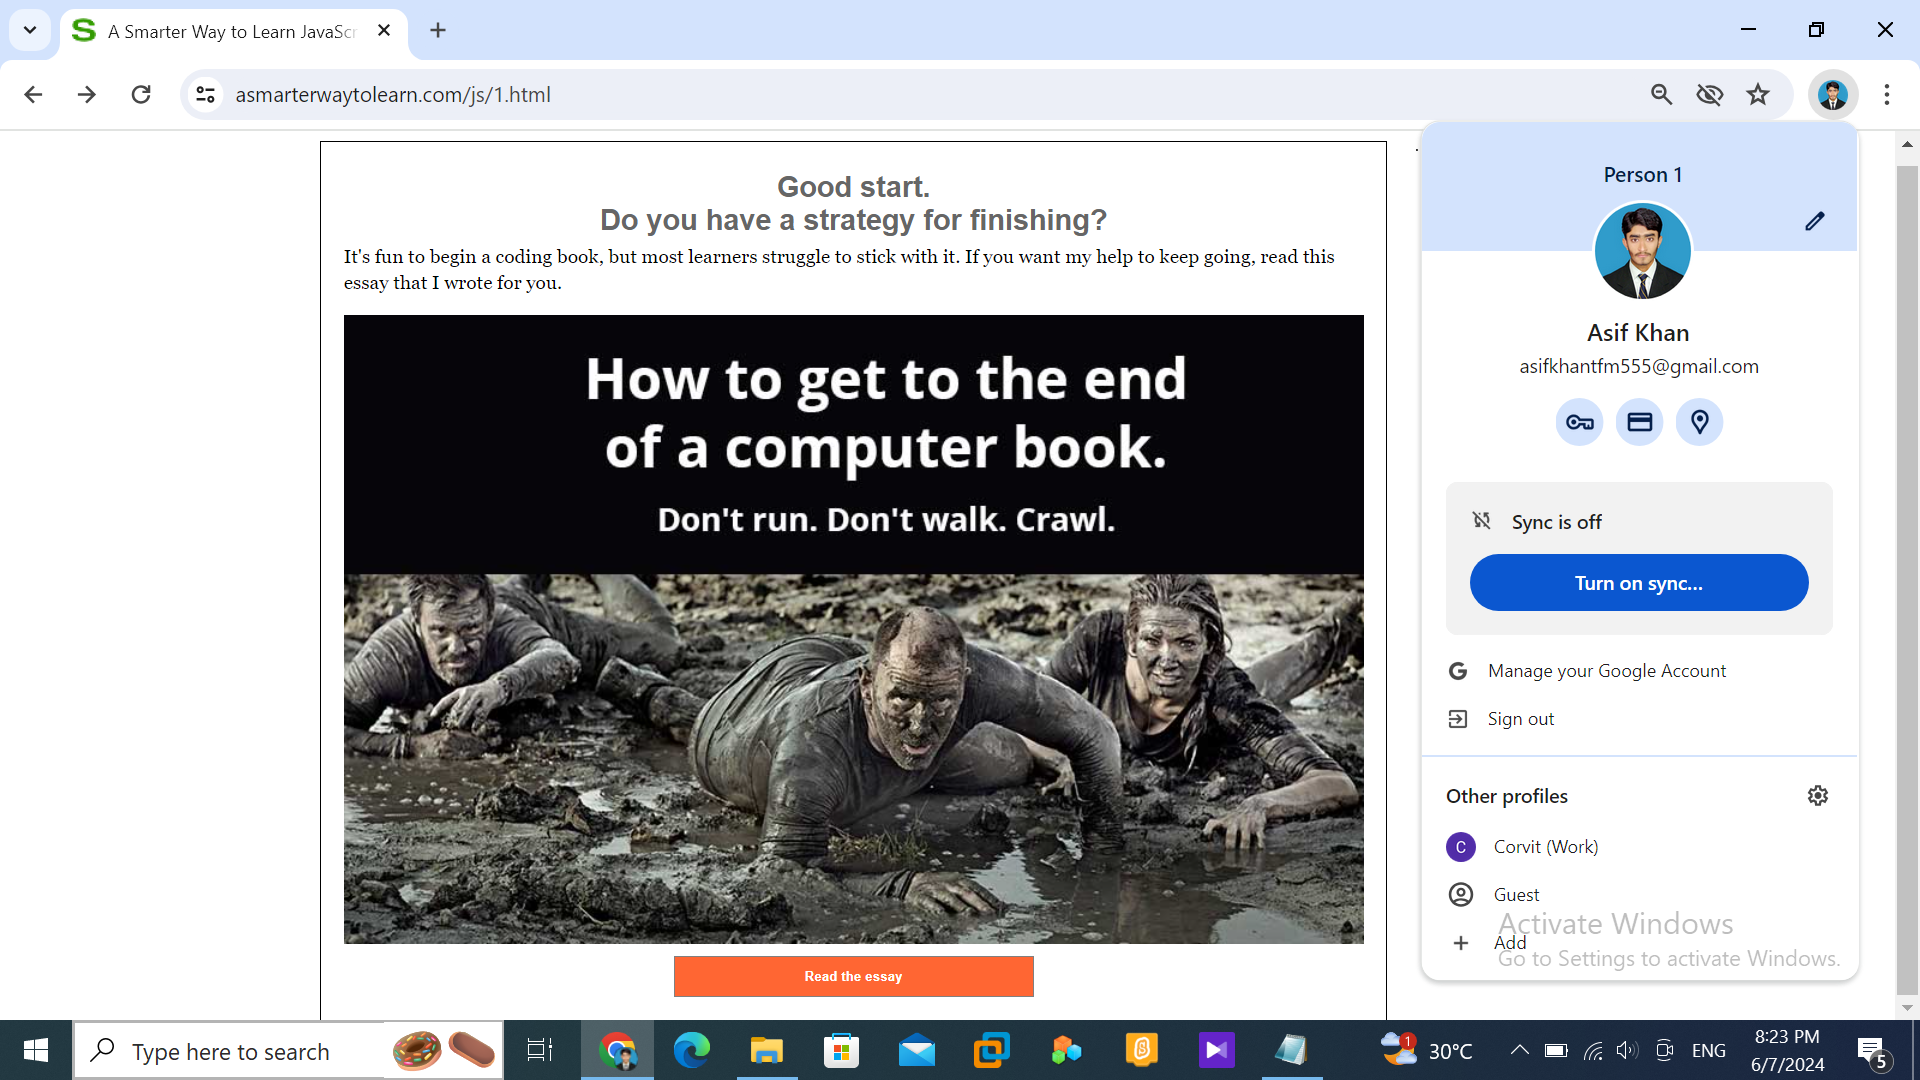 A Smarter Way to Learn JavaScr
asmarterwaytolearn.com/js/1.html
Good start.
Do you have a strategy for finishing?
It's fun to begin a coding book, but most learners struggle to stick with it. If you want my help to keep going, read this
essay that I wrote for you.
How to get to the end
of a computer book.
Don't run. Don't walk. Crawl.
Read the essay
Person 1
Asif Khan
asifkhantfm555@gmail.com
Sync is off
Turn on sync...
Manage your Google Account
Sign out
Other profiles
C Corvit (Work)
Guest
Add
Activate Windows
Go to Settings to activate Windows.
Type here to search
1
30°C
ENG
8:23 PM
6/7/2024
5